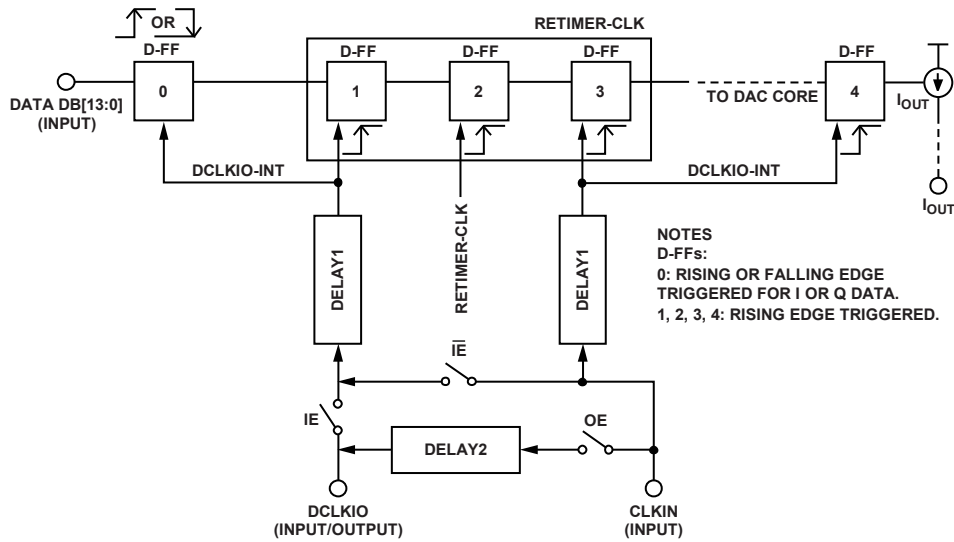 OR
RETIMER-CLK
D-FF
D-FF
D-FF
D-FF
D-FF
0
1
2
3
4
DATA DB[13:0]
(INPUT)
TO DAC CORE
IOUT
DCLKIO-INT
DCLKIO-INT
IOUT
DELAY1
RETIMER-CLK
DELAY1
NOTES
D-FFs:
0: RISING OR FALLING EDGE
TRIGGERED FOR I OR Q DATA.
1, 2, 3, 4: RISING EDGE TRIGGERED.
I̅E̅
IE
OE
DELAY2
DCLKIO
(INPUT/OUTPUT)
CLKIN
(INPUT)